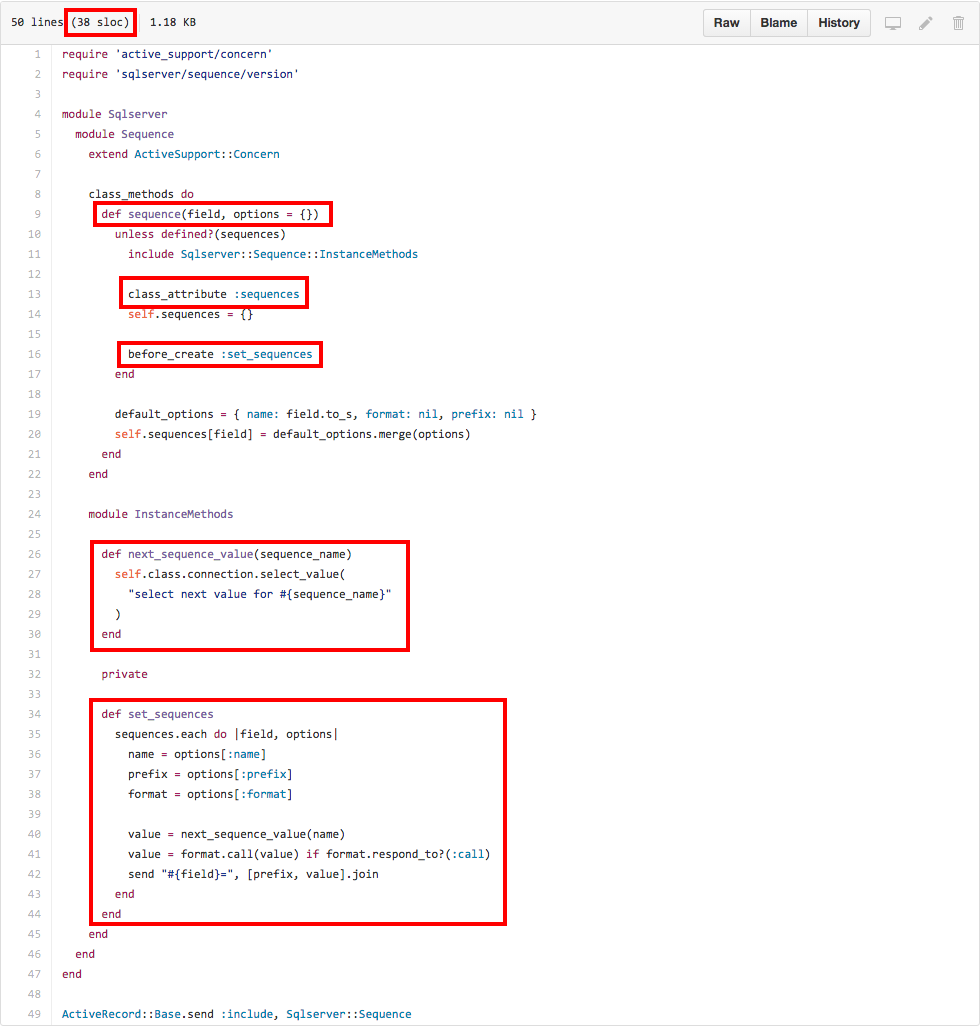 50 lines (38 sloc) 1.18 KB Raw Blame History
1 require 'active_support/concern'
2 require 'sqlserver/sequence/version'
3
4 module Sqlserver
5   module Sequence
6     extend ActiveSupport::Concern
7
8     class_methods do
9       def sequence(field, options = {})
10         unless defined?(sequences)
11           include Sqlserver::Sequence::InstanceMethods
12
13           class_attribute :sequences
14           self.sequences = {}
15
16           before_create :set_sequences
17         end
18
19         default_options = { name: field.to_s, format: nil, prefix: nil }
20         self.sequences[field] = default_options.merge(options)
21       end
22     end
23
24     module InstanceMethods
25
26       def next_sequence_value(sequence_name)
27         self.class.connection.select_value(
28           "select next value for #{sequence_name}"
29         )
30       end
31
32       private
33
34       def set_sequences
35         sequences.each do |field, options|
36           name = options[:name]
37           prefix = options[:prefix]
38           format = options[:format]
39
40           value = next_sequence_value(name)
41           value = format.call(value) if format.respond_to?(:call)
42           send "#{field}=", [prefix, value].join
43         end
44       end
45     end
46   end
47 end
48
49 ActiveRecord::Base.send :include, Sqlserver::Sequence